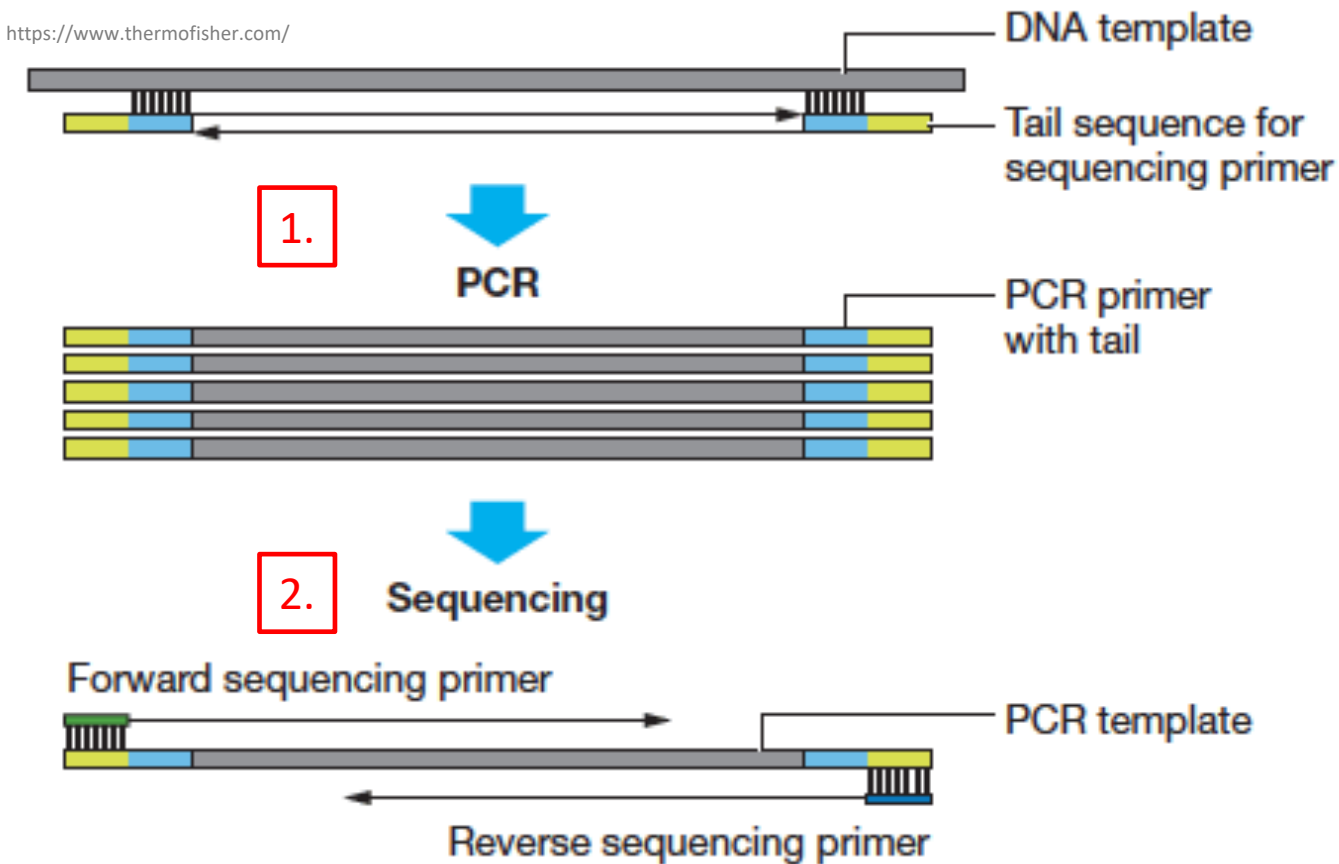 https://www.thermofisher.com/
DNA template
Tail sequence for
sequencing primer
1.
PCR
PCR primer
with tail
2.
Sequencing
Forward sequencing primer
PCR template
Reverse sequencing primer